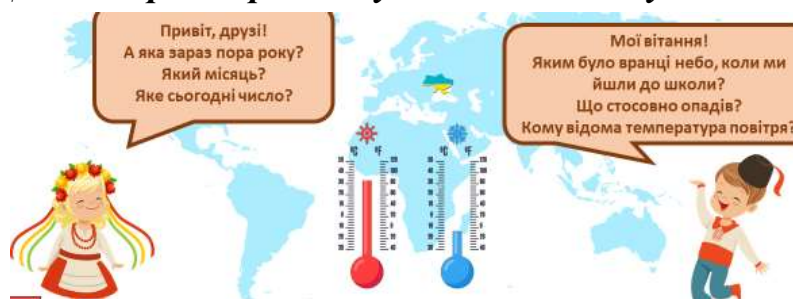 Привіт, друзі!
А яка зараз пора року?
Який місяць?
Яке сьогодні число?
Мої вітання!
Яким було вранці небо, коли ми
йшли до школи?
Що стосовно опадів?
Кому відома температура повітря?
°C °F
°C °F